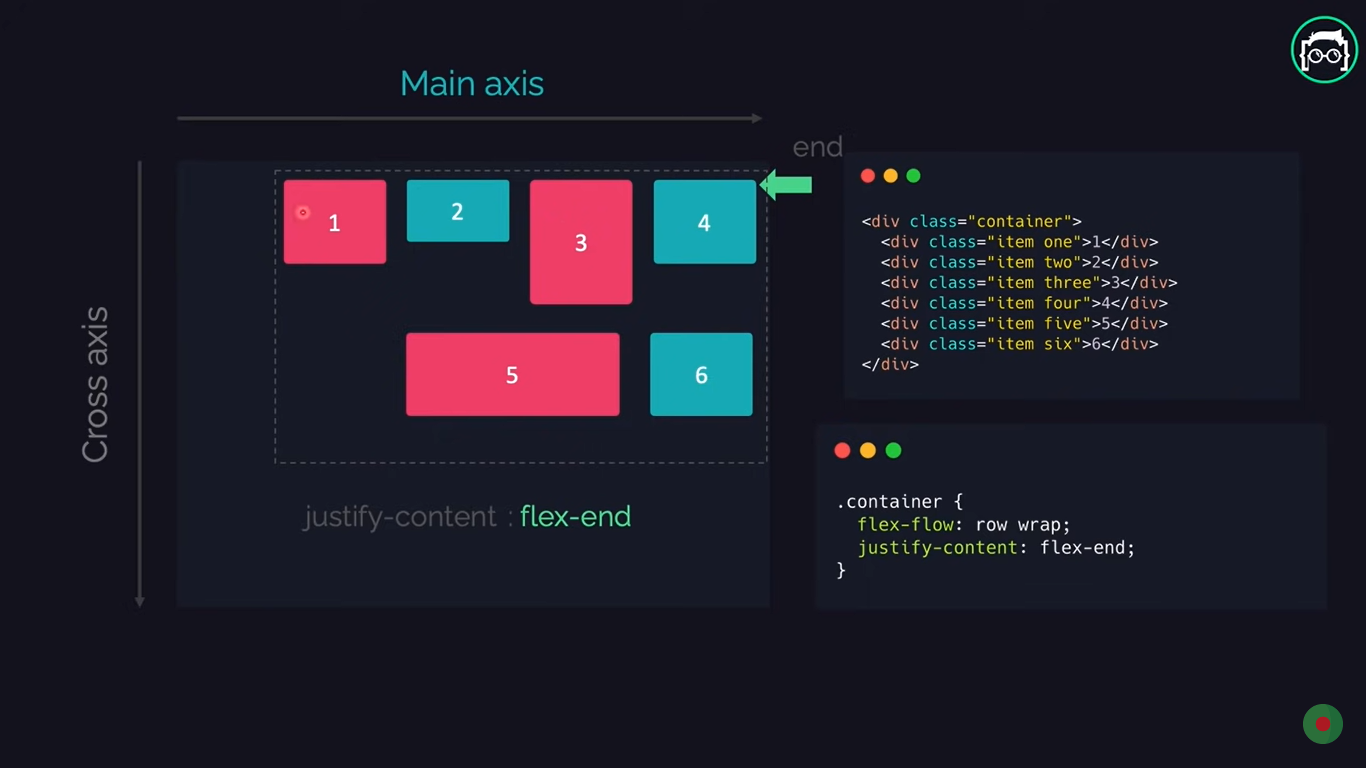 Main axis
end
Cross axis
1
2
3
4
5
6
justify-content : flex-end
<div class="container">
  <div class="item one">1</div>
  <div class="item two">2</div>
  <div class="item three">3</div>
  <div class="item four">4</div>
  <div class="item five">5</div>
  <div class="item six">6</div>
</div>
.container {
  flex-flow: row wrap;
  justify-content: flex-end;
}